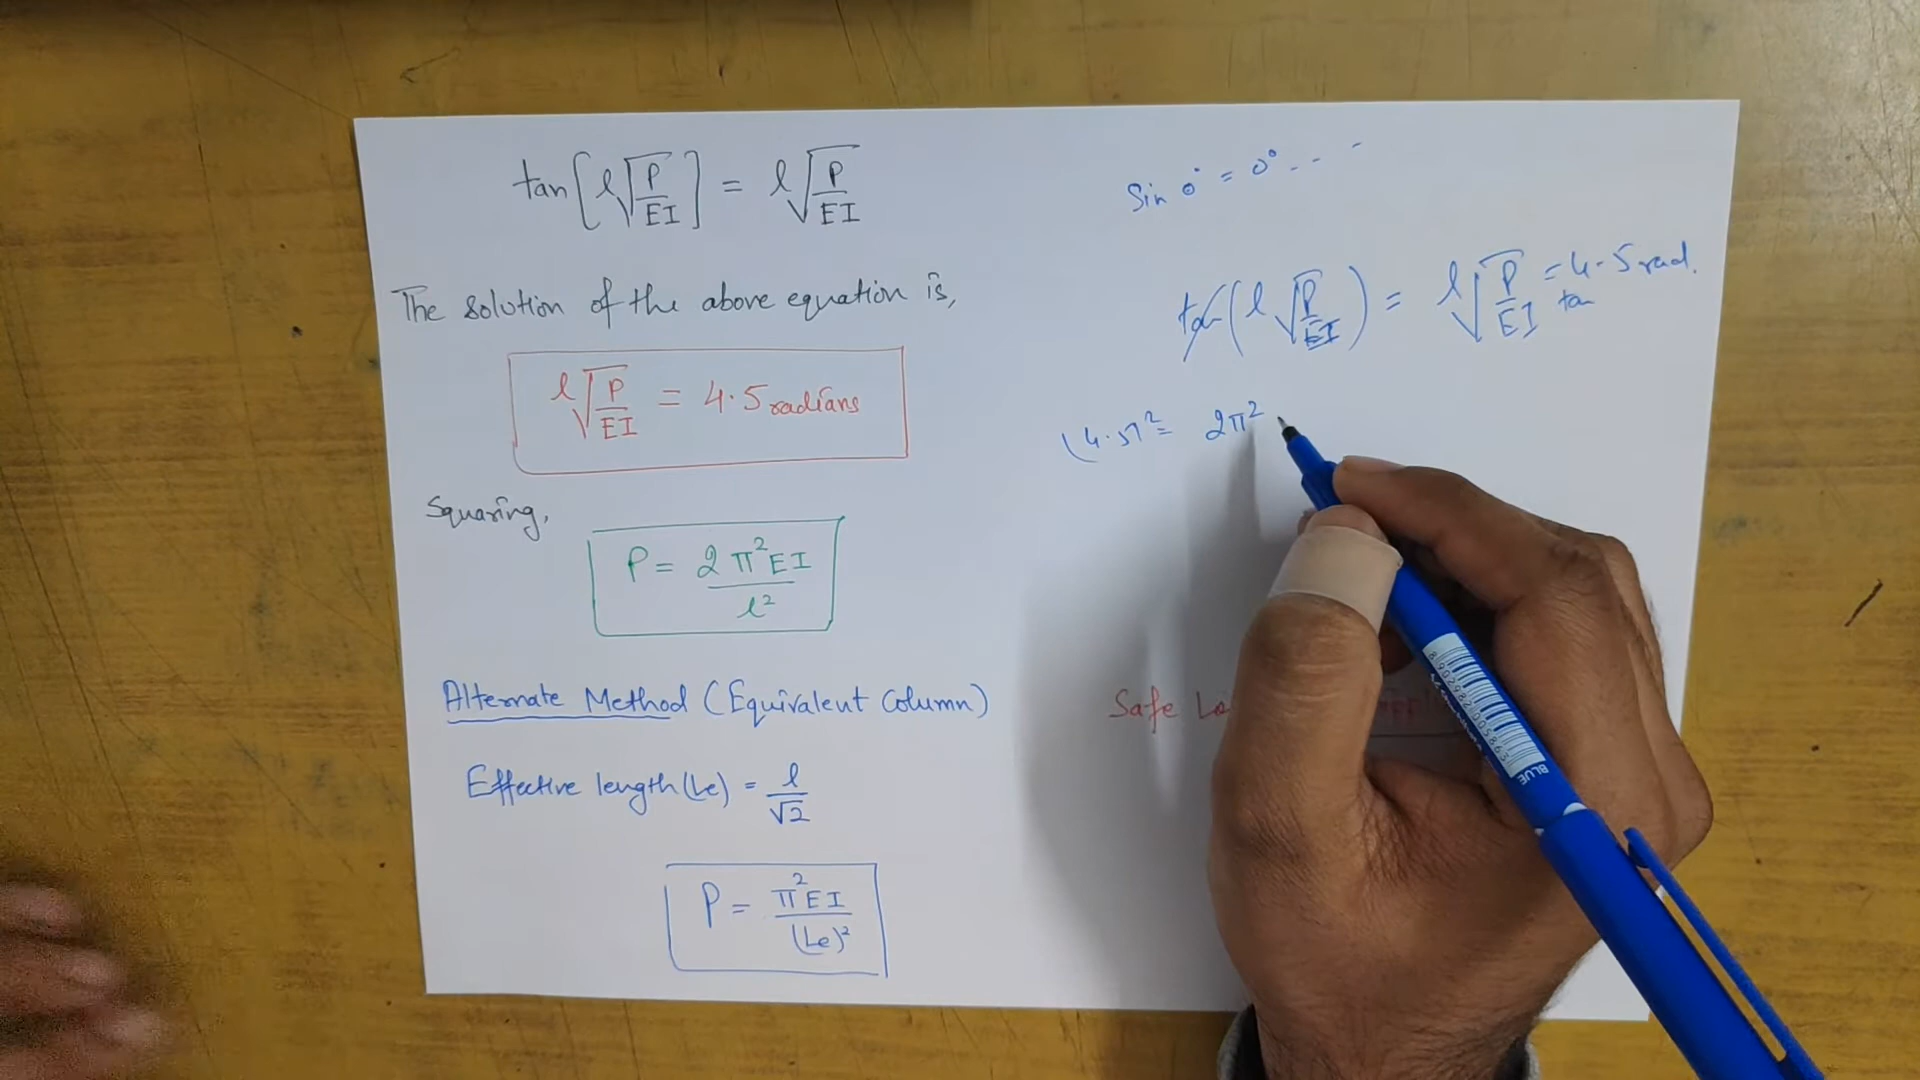 tan[l√P/EI] = l√P/EI
The solution of the above equation is,
l√P/EI = 4.5 radians
Squaring,
P = 2π²EI/l²
Alternate Method (Equivalent Column)
Effective length (Le) = l/√2
P = π²EI/(Le)²
Sin 0° = 0° - - -
tan(l√P/EI) = l√P/EI = 4.5 rad.
tan
(4.5)² = 2π²
Safe
BLUE